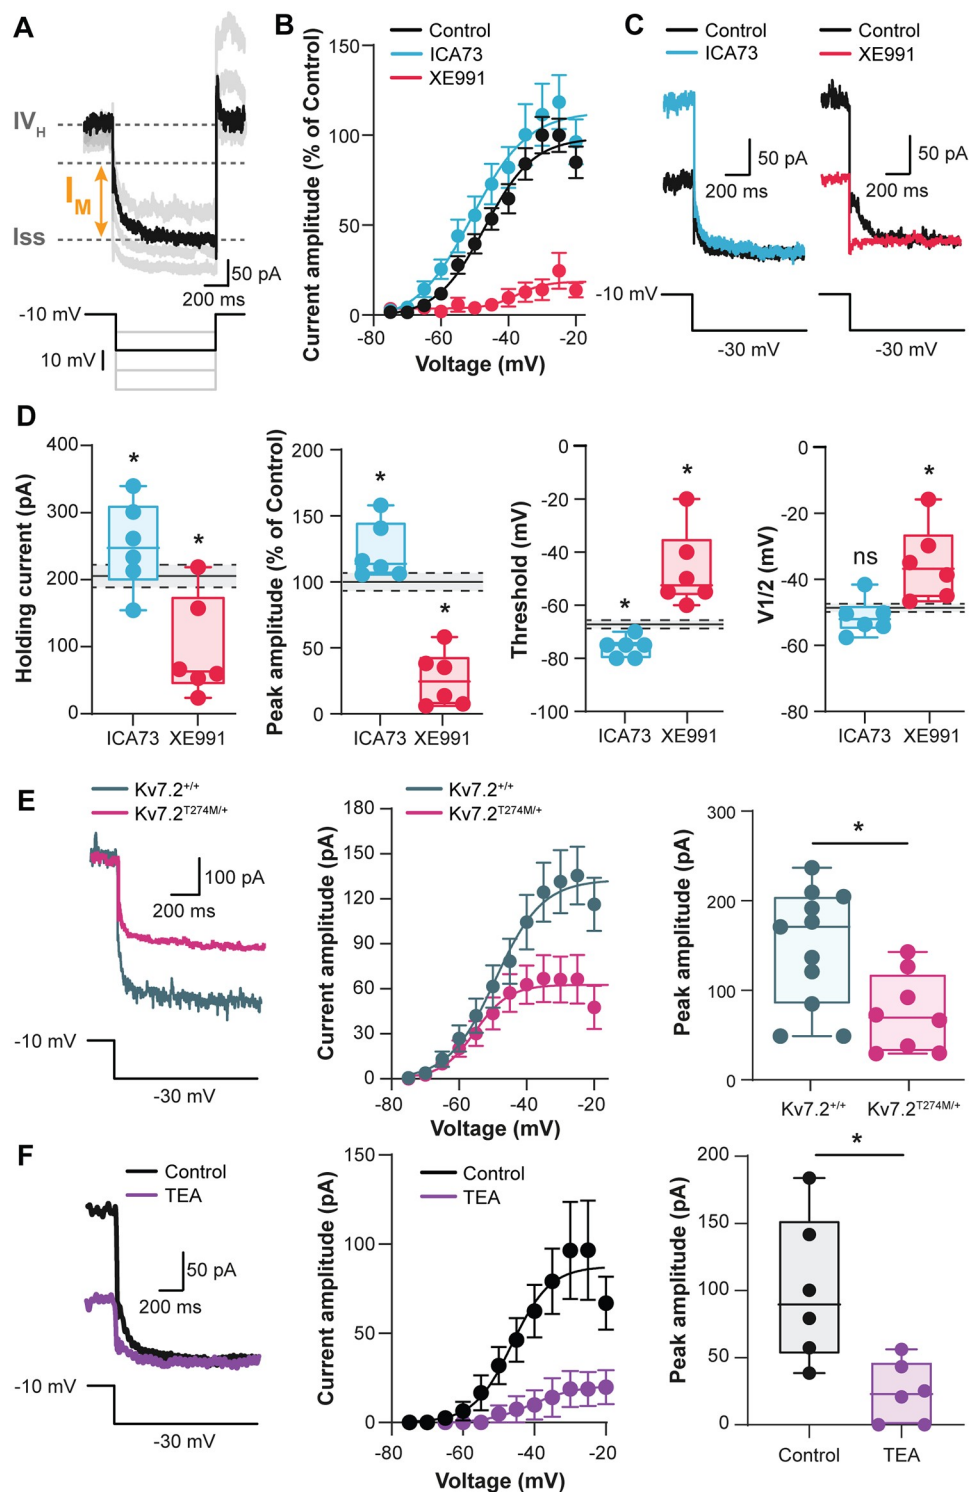 A
IVH
IM
Iss
50 pA
200 ms
-10 mV
10 mV
B
Control
ICA73
XE991
Current amplitude (% of Control)
150
100
50
0
-80 -60 -40 -20
Voltage (mV)
C
Control
ICA73
Control
XE991
50 pA
200 ms
50 pA
200 ms
-10 mV
-30 mV
-30 mV
D
Holding current (pA)
400
300
200
100
0
*
*
ICA73 XE991
Peak amplitude (% of Control)
200
150
100
50
0
*
*
ICA73 XE991
Threshold (mV)
0
-20
-40
-60
-80
-100
*
*
ICA73 XE991
V1/2 (mV)
0
-20
-40
-60
-80
ns
*
ICA73 XE991
E
Kv7.2+/+
Kv7.2T274M/+
100 pA
200 ms
-10 mV
-30 mV
Current amplitude (pA)
180
150
120
90
60
30
0
Kv7.2+/+
Kv7.2T274M/+
-80 -60 -40 -20
Voltage (mV)
Peak amplitude (pA)
300
200
100
0
*
Kv7.2+/+ Kv7.2T274M/+
F
Control
TEA
50 pA
200 ms
-10 mV
-30 mV
Current amplitude (pA)
150
100
50
0
Control
TEA
-80 -60 -40 -20
Voltage (mV)
Peak amplitude (pA)
200
150
100
50
0
*
Control TEA